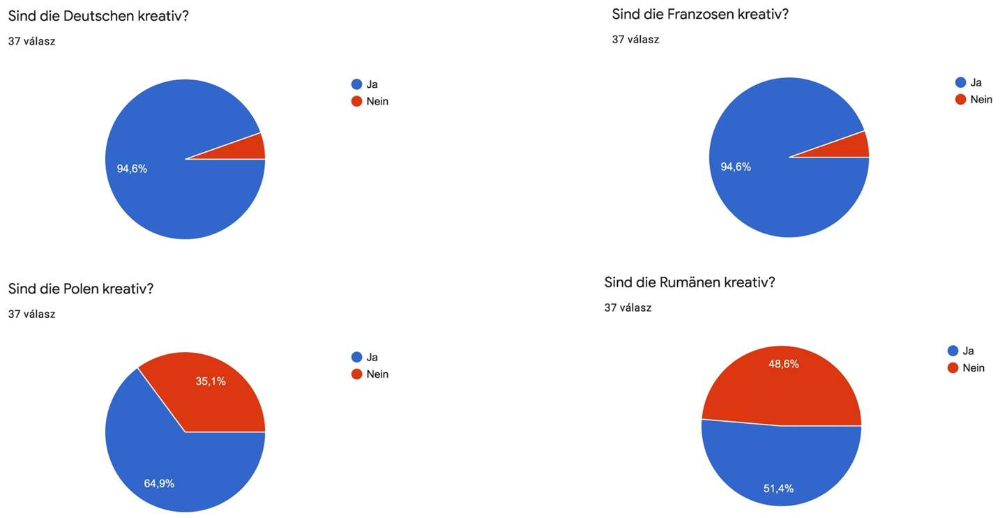 Sind die Deutschen kreativ?
37 válasz
Ja
Nein
94,6%
Sind die Franzosen kreativ?
37 válasz
Ja
Nein
94,6%
Sind die Polen kreativ?
37 válasz
Ja
Nein
35,1%
64,9%
Sind die Rumänen kreativ?
37 válasz
Ja
Nein
48,6%
51,4%